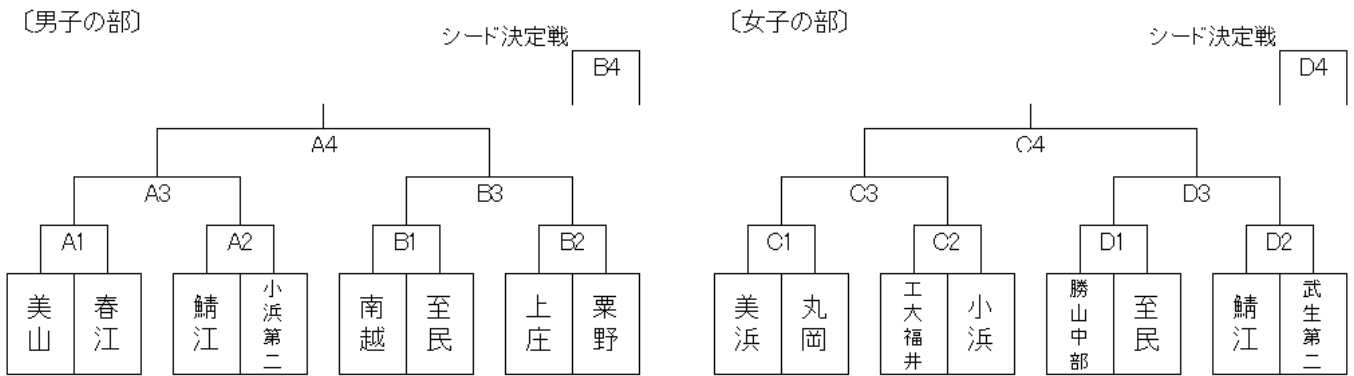 〔男子の部〕
シード決定戦
B4
A4
A3
B3
A1
A2
B1
B2
美山
春江
鯖江
小浜第二
南越
至民
上庄
粟野
〔女子の部〕
シード決定戦
D4
C4
C3
D3
C1
C2
D1
D2
美浜
丸岡
工大福井
小浜
勝山中部
至民
鯖江
武生第二